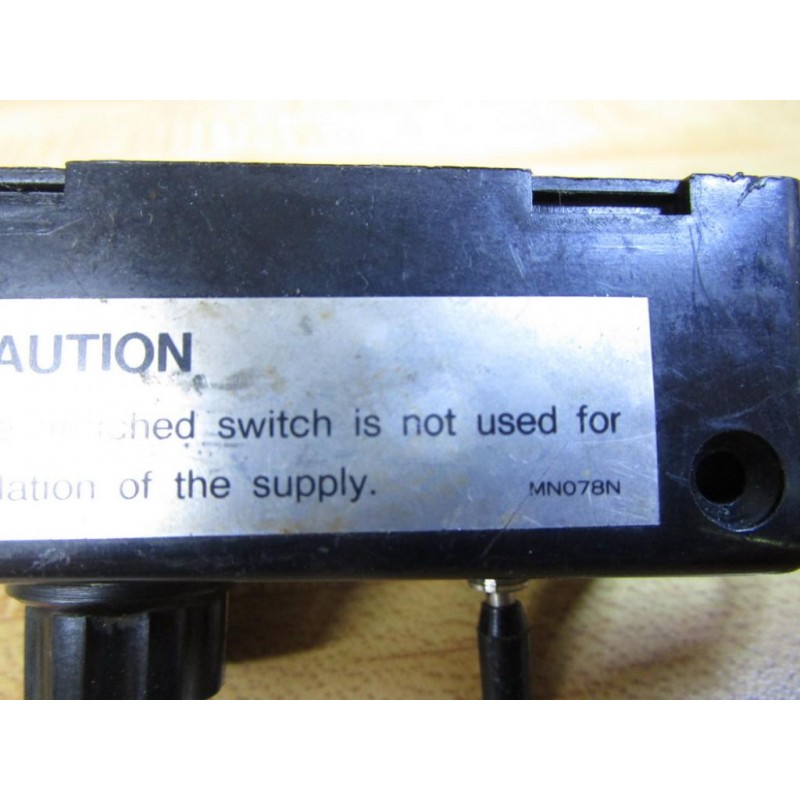 AUTION
switch is not used for
lation of the supply.
MN078N